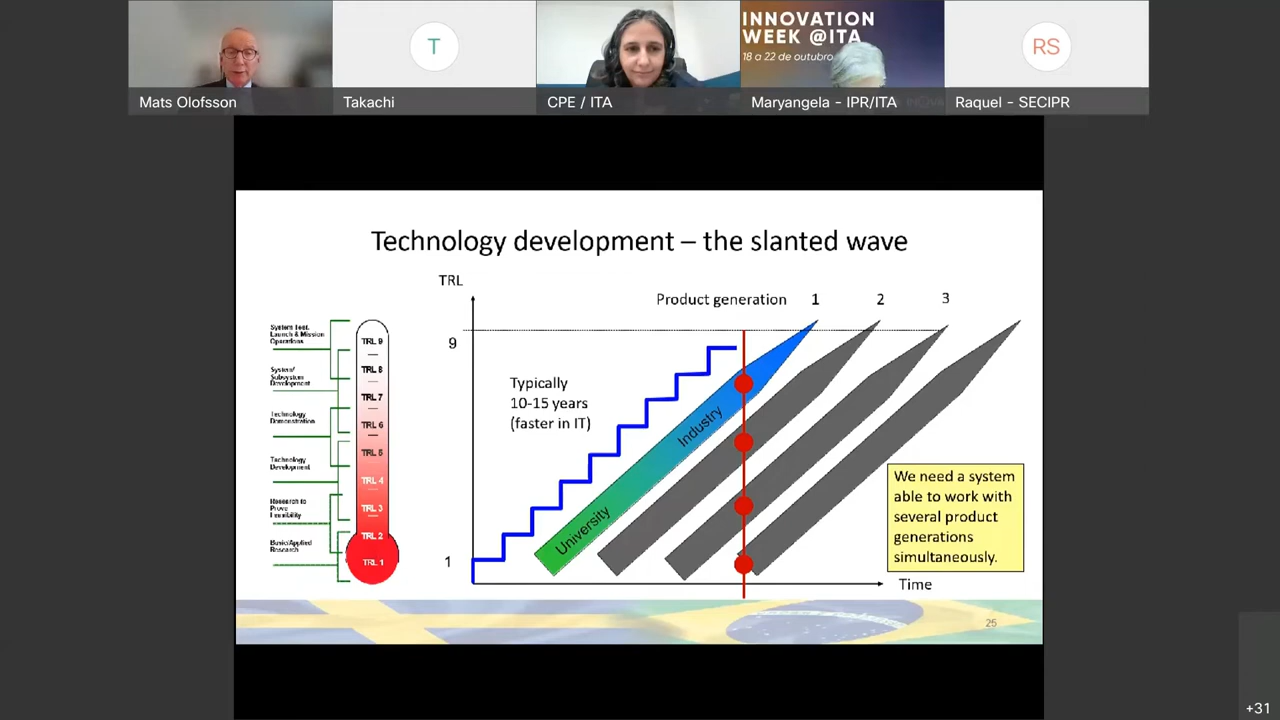 INNOVATION
WEEK @ITA
18 a 22 de outubro
T
RS
Mats Olofsson
Takachi
CPE / ITA
Maryangela - IPR/ITA
Raquel - SECIPR
Technology development – the slanted wave
TRL
Product generation 1 2 3
9
1
Typically
10-15 years
(faster in IT)
University
Industry
Time
System Test,
Launch & Mission
Operations
System/
Subsystem
Development
Technology
Demonstration
Technology
Development
Research to
Prove
Feasibility
Basic/Applied
Research
TRL 9
TRL 8
TRL 7
TRL 6
TRL 5
TRL 4
TRL 3
TRL 2
TRL 1
We need a system
able to work with
several product
generations
simultaneously.
25
+31